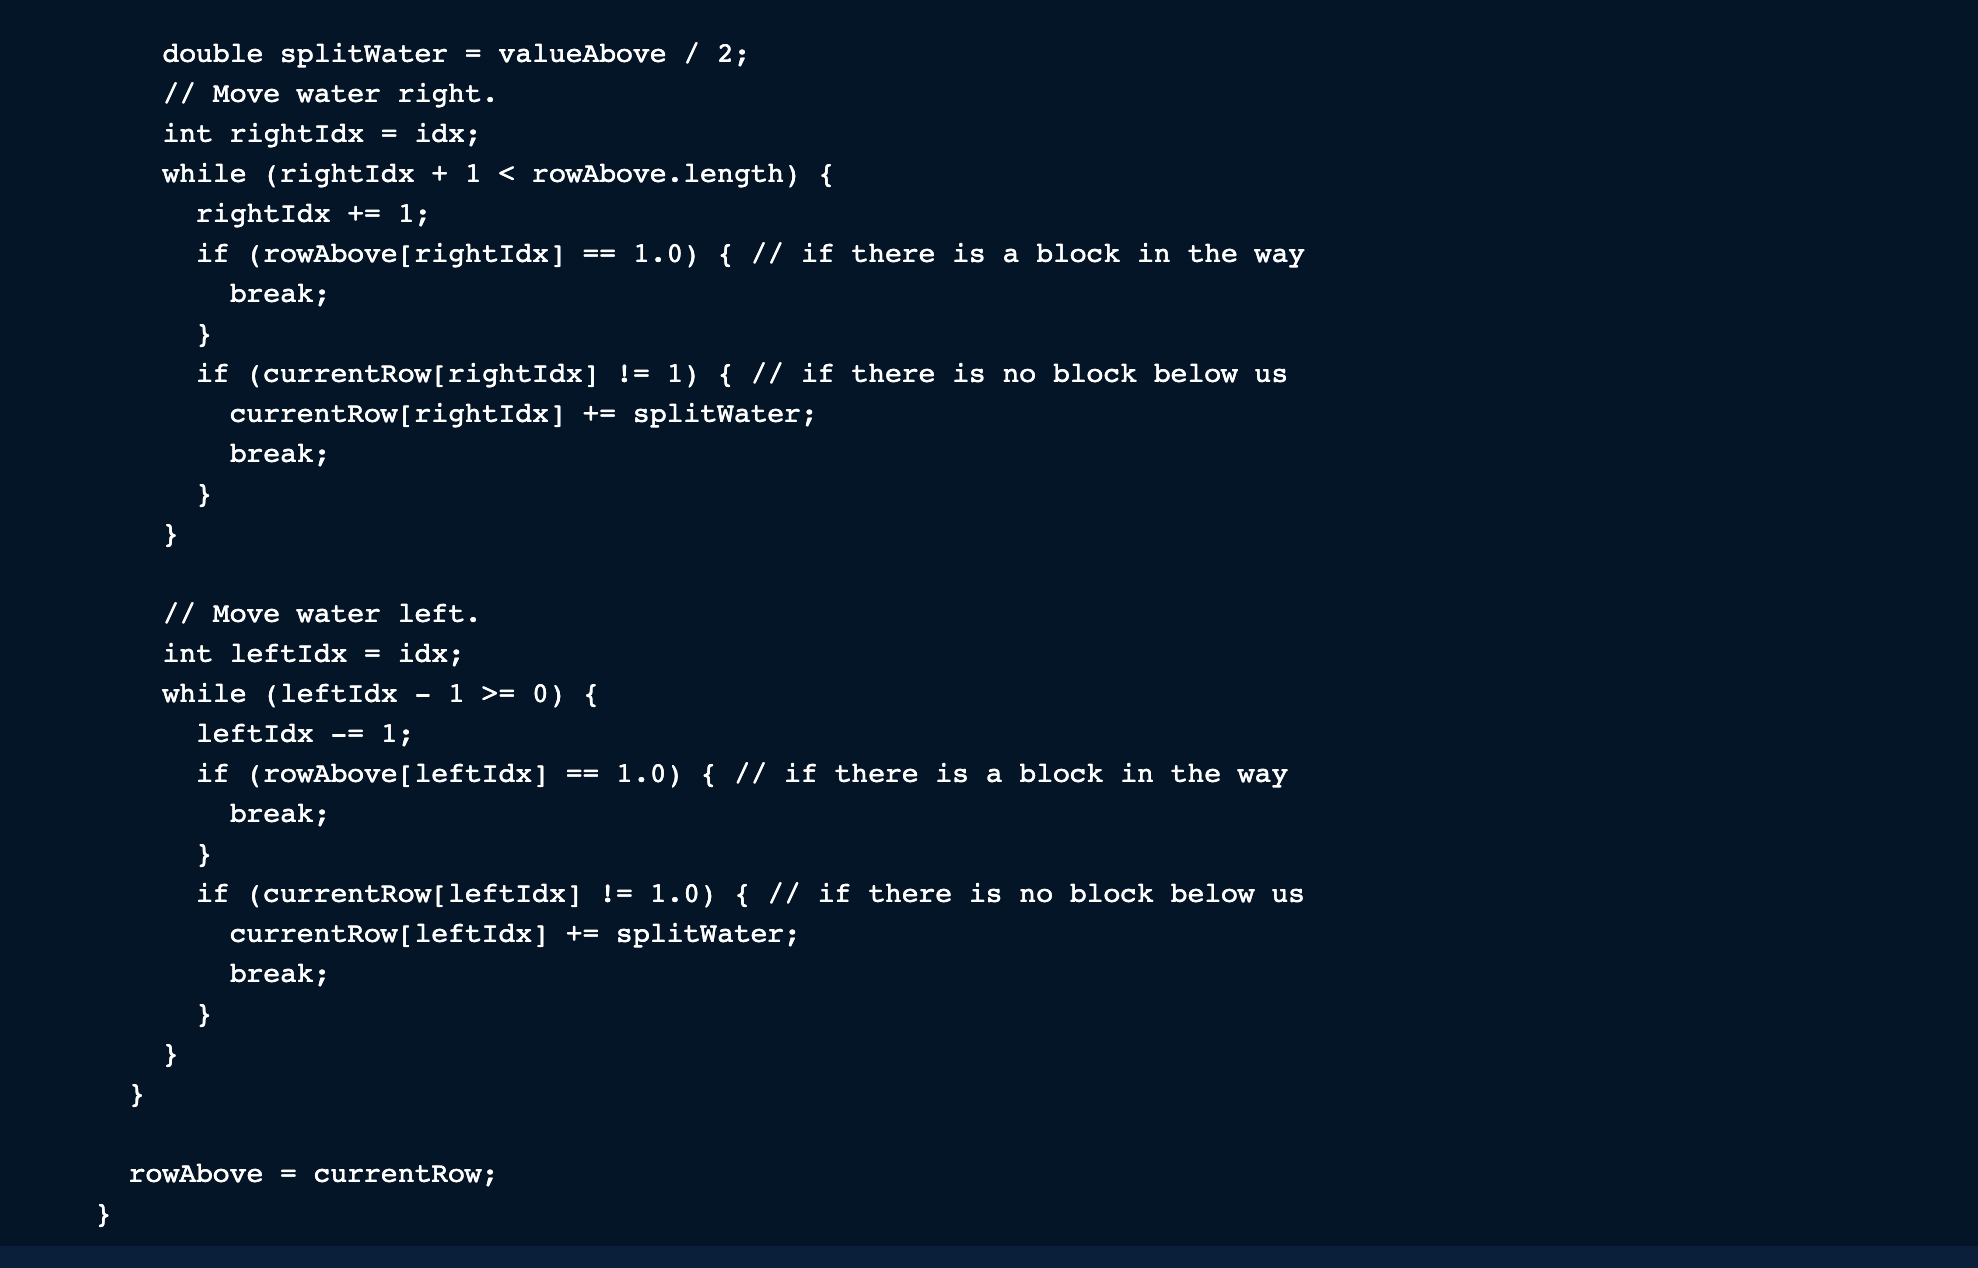 double splitWater = valueAbove / 2;
// Move water right.
int rightIdx = idx;
while (rightIdx + 1 < rowAbove.length) {
rightIdx += 1;
if (rowAbove[rightIdx] == 1.0) { // if there is a block in the way
break;
}
if (currentRow[rightIdx] != 1) { // if there is no block below us
currentRow[rightIdx] += splitWater;
break;
}
}
// Move water left.
int leftIdx = idx;
while (leftIdx - 1 >= 0) {
leftIdx -= 1;
if (rowAbove[leftIdx] == 1.0) { // if there is a block in the way
break;
}
if (currentRow[leftIdx] != 1.0) { // if there is no block below us
currentRow[leftIdx] += splitWater;
break;
}
}
}
rowAbove = currentRow;
}